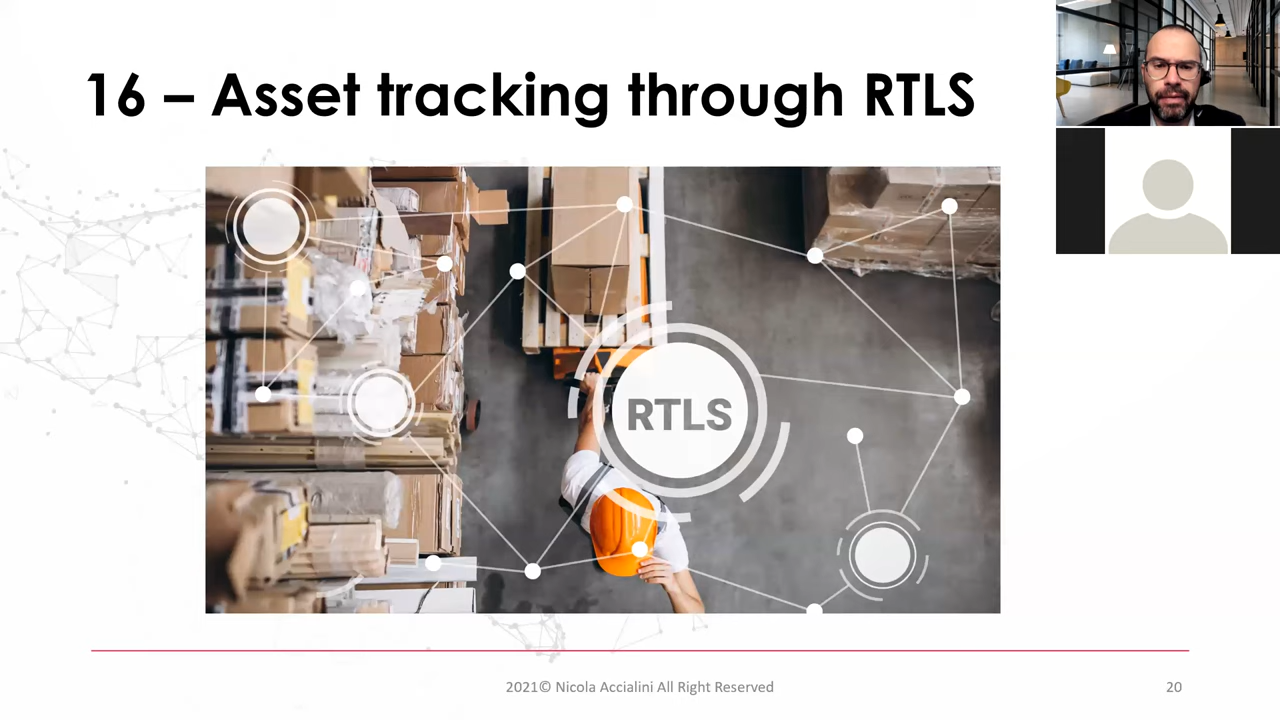 16 – Asset tracking through RTLS
RTLS
2021© Nicola Accialini All Right Reserved
20